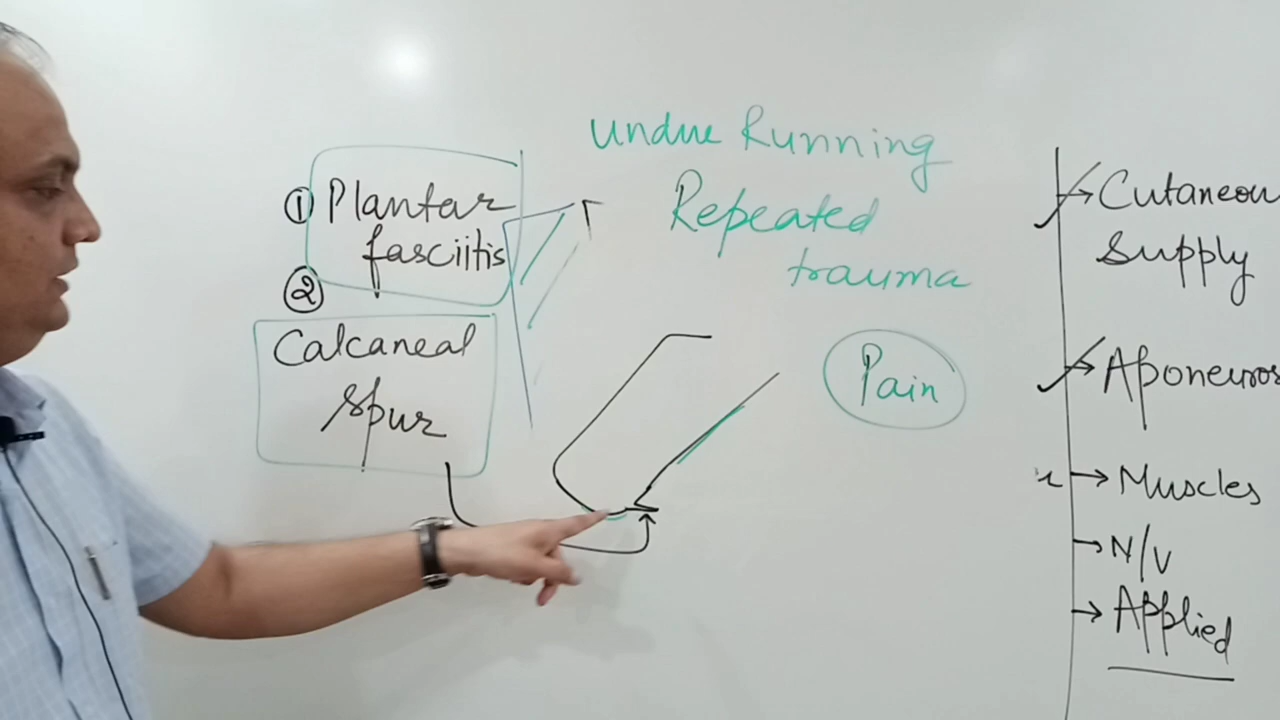 ① Plantar
fasciitis
②
Calcaneal
spur
Undue Running
Repeated
trauma
Pain
Cutaneou
Supply
Aponeuros
Muscles
N/V
Applied